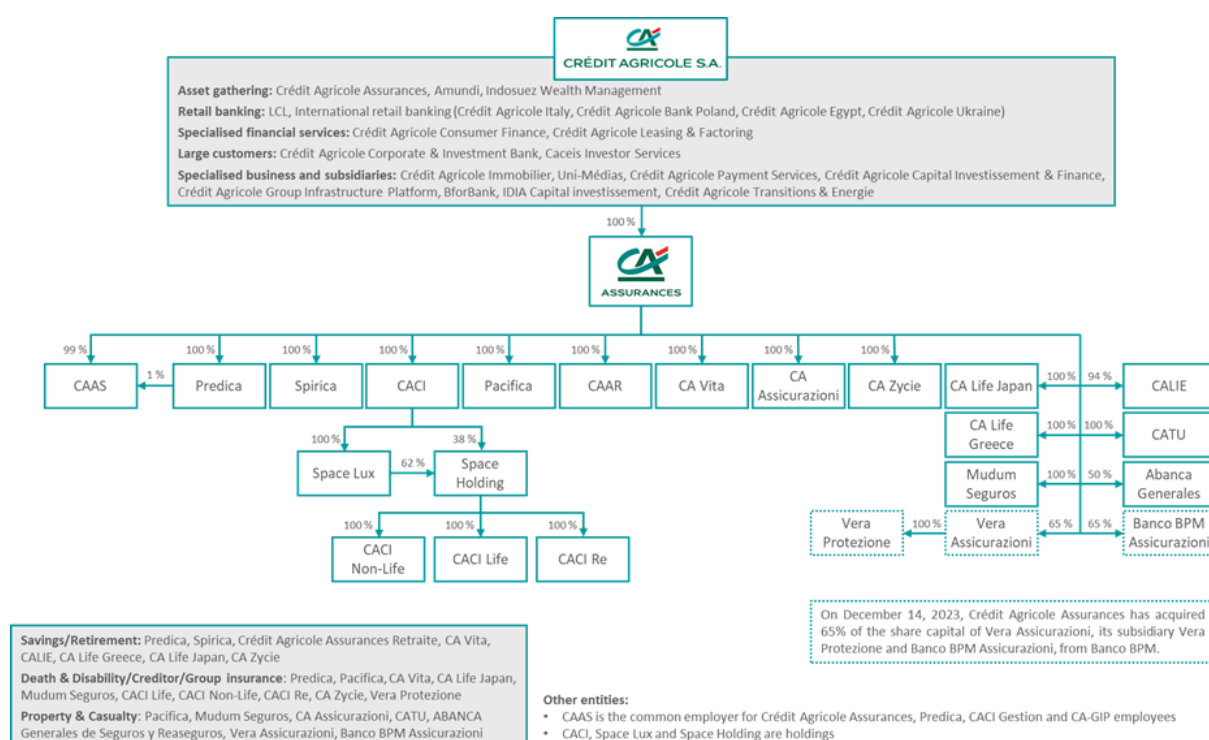 CRÉDIT AGRICOLE S.A.
Asset gathering: Crédit Agricole Assurances, Amundi, Indosuez Wealth Management
Retail banking: LCL, International retail banking (Crédit Agricole Italy, Crédit Agricole Bank Poland, Crédit Agricole Egypt, Crédit Agricole Ukraine)
Specialised financial services: Crédit Agricole Consumer Finance, Crédit Agricole Leasing & Factoring
Large customers: Crédit Agricole Corporate & Investment Bank, Caceis Investor Services
Specialised business and subsidiaries: Crédit Agricole Immobilier, Uni-Médias, Crédit Agricole Payment Services, Crédit Agricole Capital Investissement & Finance,
Crédit Agricole Group Infrastructure Platform, BforBank, IDIA Capital investissement, Crédit Agricole Transitions & Energie
100 %
ASSURANCES
99 % 100 % 100 % 100 % 100 % 100 % 100 % 100 % 100 %
CAAS 1 % Predica Spirica CACI Pacifica CAAR CA Vita CA Assicurazioni CA Zycie CA Life Japan 100 % 94 % CALIE
CA Life Greece 100 % 100 % CATU
100 % 38 %
Space Lux 62 % Space Holding
Mudum Seguros 100 % 50 % Abanca Generales
Vera Protezione 100 % Vera Assicurazioni 65 % 65 % Banco BPM Assicurazioni
100 % 100 % 100 %
CACI Non-Life CACI Life CACI Re
On December 14, 2023, Crédit Agricole Assurances has acquired
65% of the share capital of Vera Assicurazioni, its subsidiary Vera
Protezione and Banco BPM Assicurazioni, from Banco BPM.
Savings/Retirement: Predica, Spirica, Crédit Agricole Assurances Retraite, CA Vita,
CALIE, CA Life Greece, CA Life Japan, CA Zycie
Death & Disability/Creditor/Group insurance: Predica, Pacifica, CA Vita, CA Life Japan,
Mudum Seguros, CACI Life, CACI Non-Life, CACI Re, CA Zycie, Vera Protezione
Property & Casualty: Pacifica, Mudum Seguros, CA Assicurazioni, CATU, ABANCA
Generales de Seguros y Reaseguros, Vera Assicurazioni, Banco BPM Assicurazioni
Other entities:
• CAAS is the common employer for Crédit Agricole Assurances, Predica, CACI Gestion and CA-GIP employees
• CACI, Space Lux and Space Holding are holdings